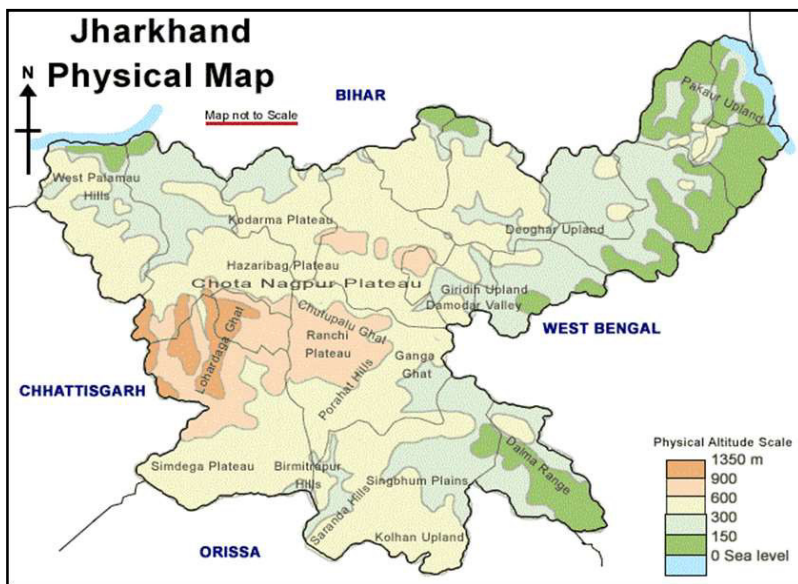 Jharkhand
Physical Map
N
BIHAR
Map not to Scale
Pakaur Upland
West Palamau
Hills
Kodarma Plateau
Deoghar Upland
Hazaribag Plateau
Chota Nagpur Plateau
Giridih Upland
Damodar Valley
WEST BENGAL
Chutupalu Ghat
Lohardaga Ghat
Ranchi
Plateau
Ganga
Ghat
CHHATTISGARH
Porahat Hills
Simdega Plateau
Birmitrapur
Hills
Singbhum Plains
Dalma Range
Saranda Hills
Kolhan Upland
ORISSA
Physical Altitude Scale
1350 m
900
600
300
150
0 Sea level